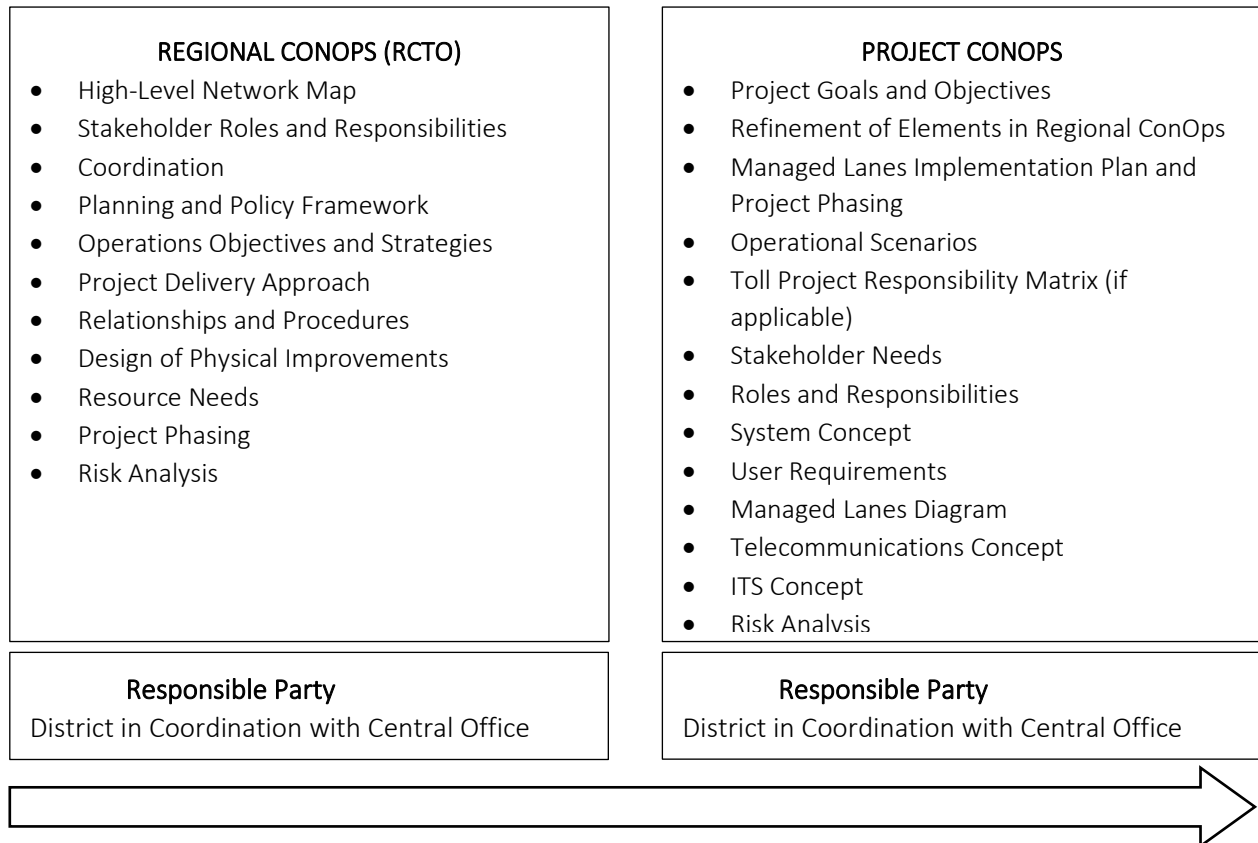 REGIONAL CONOPS (RCTO)
• High-Level Network Map
• Stakeholder Roles and Responsibilities
• Coordination
• Planning and Policy Framework
• Operations Objectives and Strategies
• Project Delivery Approach
• Relationships and Procedures
• Design of Physical Improvements
• Resource Needs
• Project Phasing
• Risk Analysis
Responsible Party
District in Coordination with Central Office
PROJECT CONOPS
• Project Goals and Objectives
• Refinement of Elements in Regional ConOps
• Managed Lanes Implementation Plan and
Project Phasing
• Operational Scenarios
• Toll Project Responsibility Matrix (if
applicable)
• Stakeholder Needs
• Roles and Responsibilities
• System Concept
• User Requirements
• Managed Lanes Diagram
• Telecommunications Concept
• ITS Concept
• Risk Analysis
Responsible Party
District in Coordination with Central Office